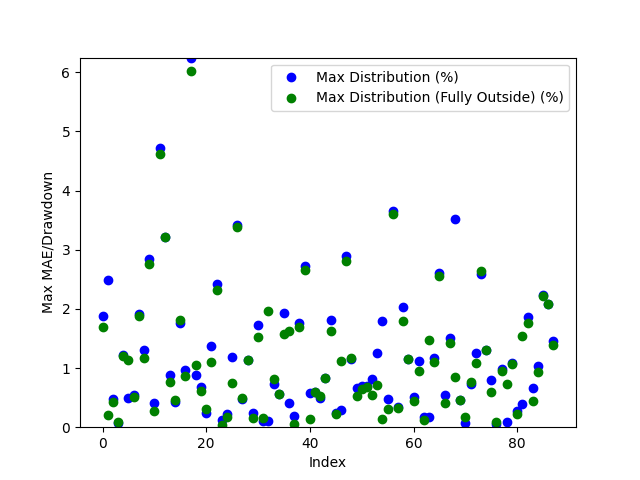 Max Distribution (%)
Max Distribution (Fully Outside) (%)
Max MAE/Drawdown
6
5
4
3
2
1
0
0 20 40 60 80
Index